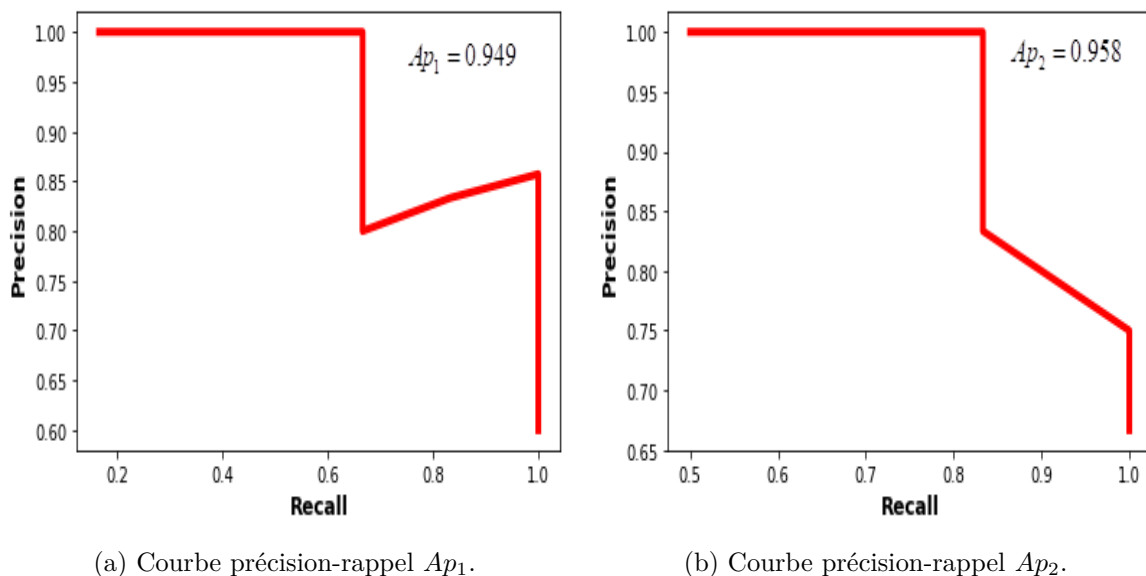 Ap₁ = 0.949
Precision
1.00
0.95
0.90
0.85
0.80
0.75
0.70
0.65
0.60
0.2 0.4 0.6 0.8 1.0
Recall
(a) Courbe précision-rappel Ap₁.
Ap₂ = 0.958
Precision
1.00
0.95
0.90
0.85
0.80
0.75
0.70
0.65
0.5 0.6 0.7 0.8 0.9 1.0
Recall
(b) Courbe précision-rappel Ap₂.